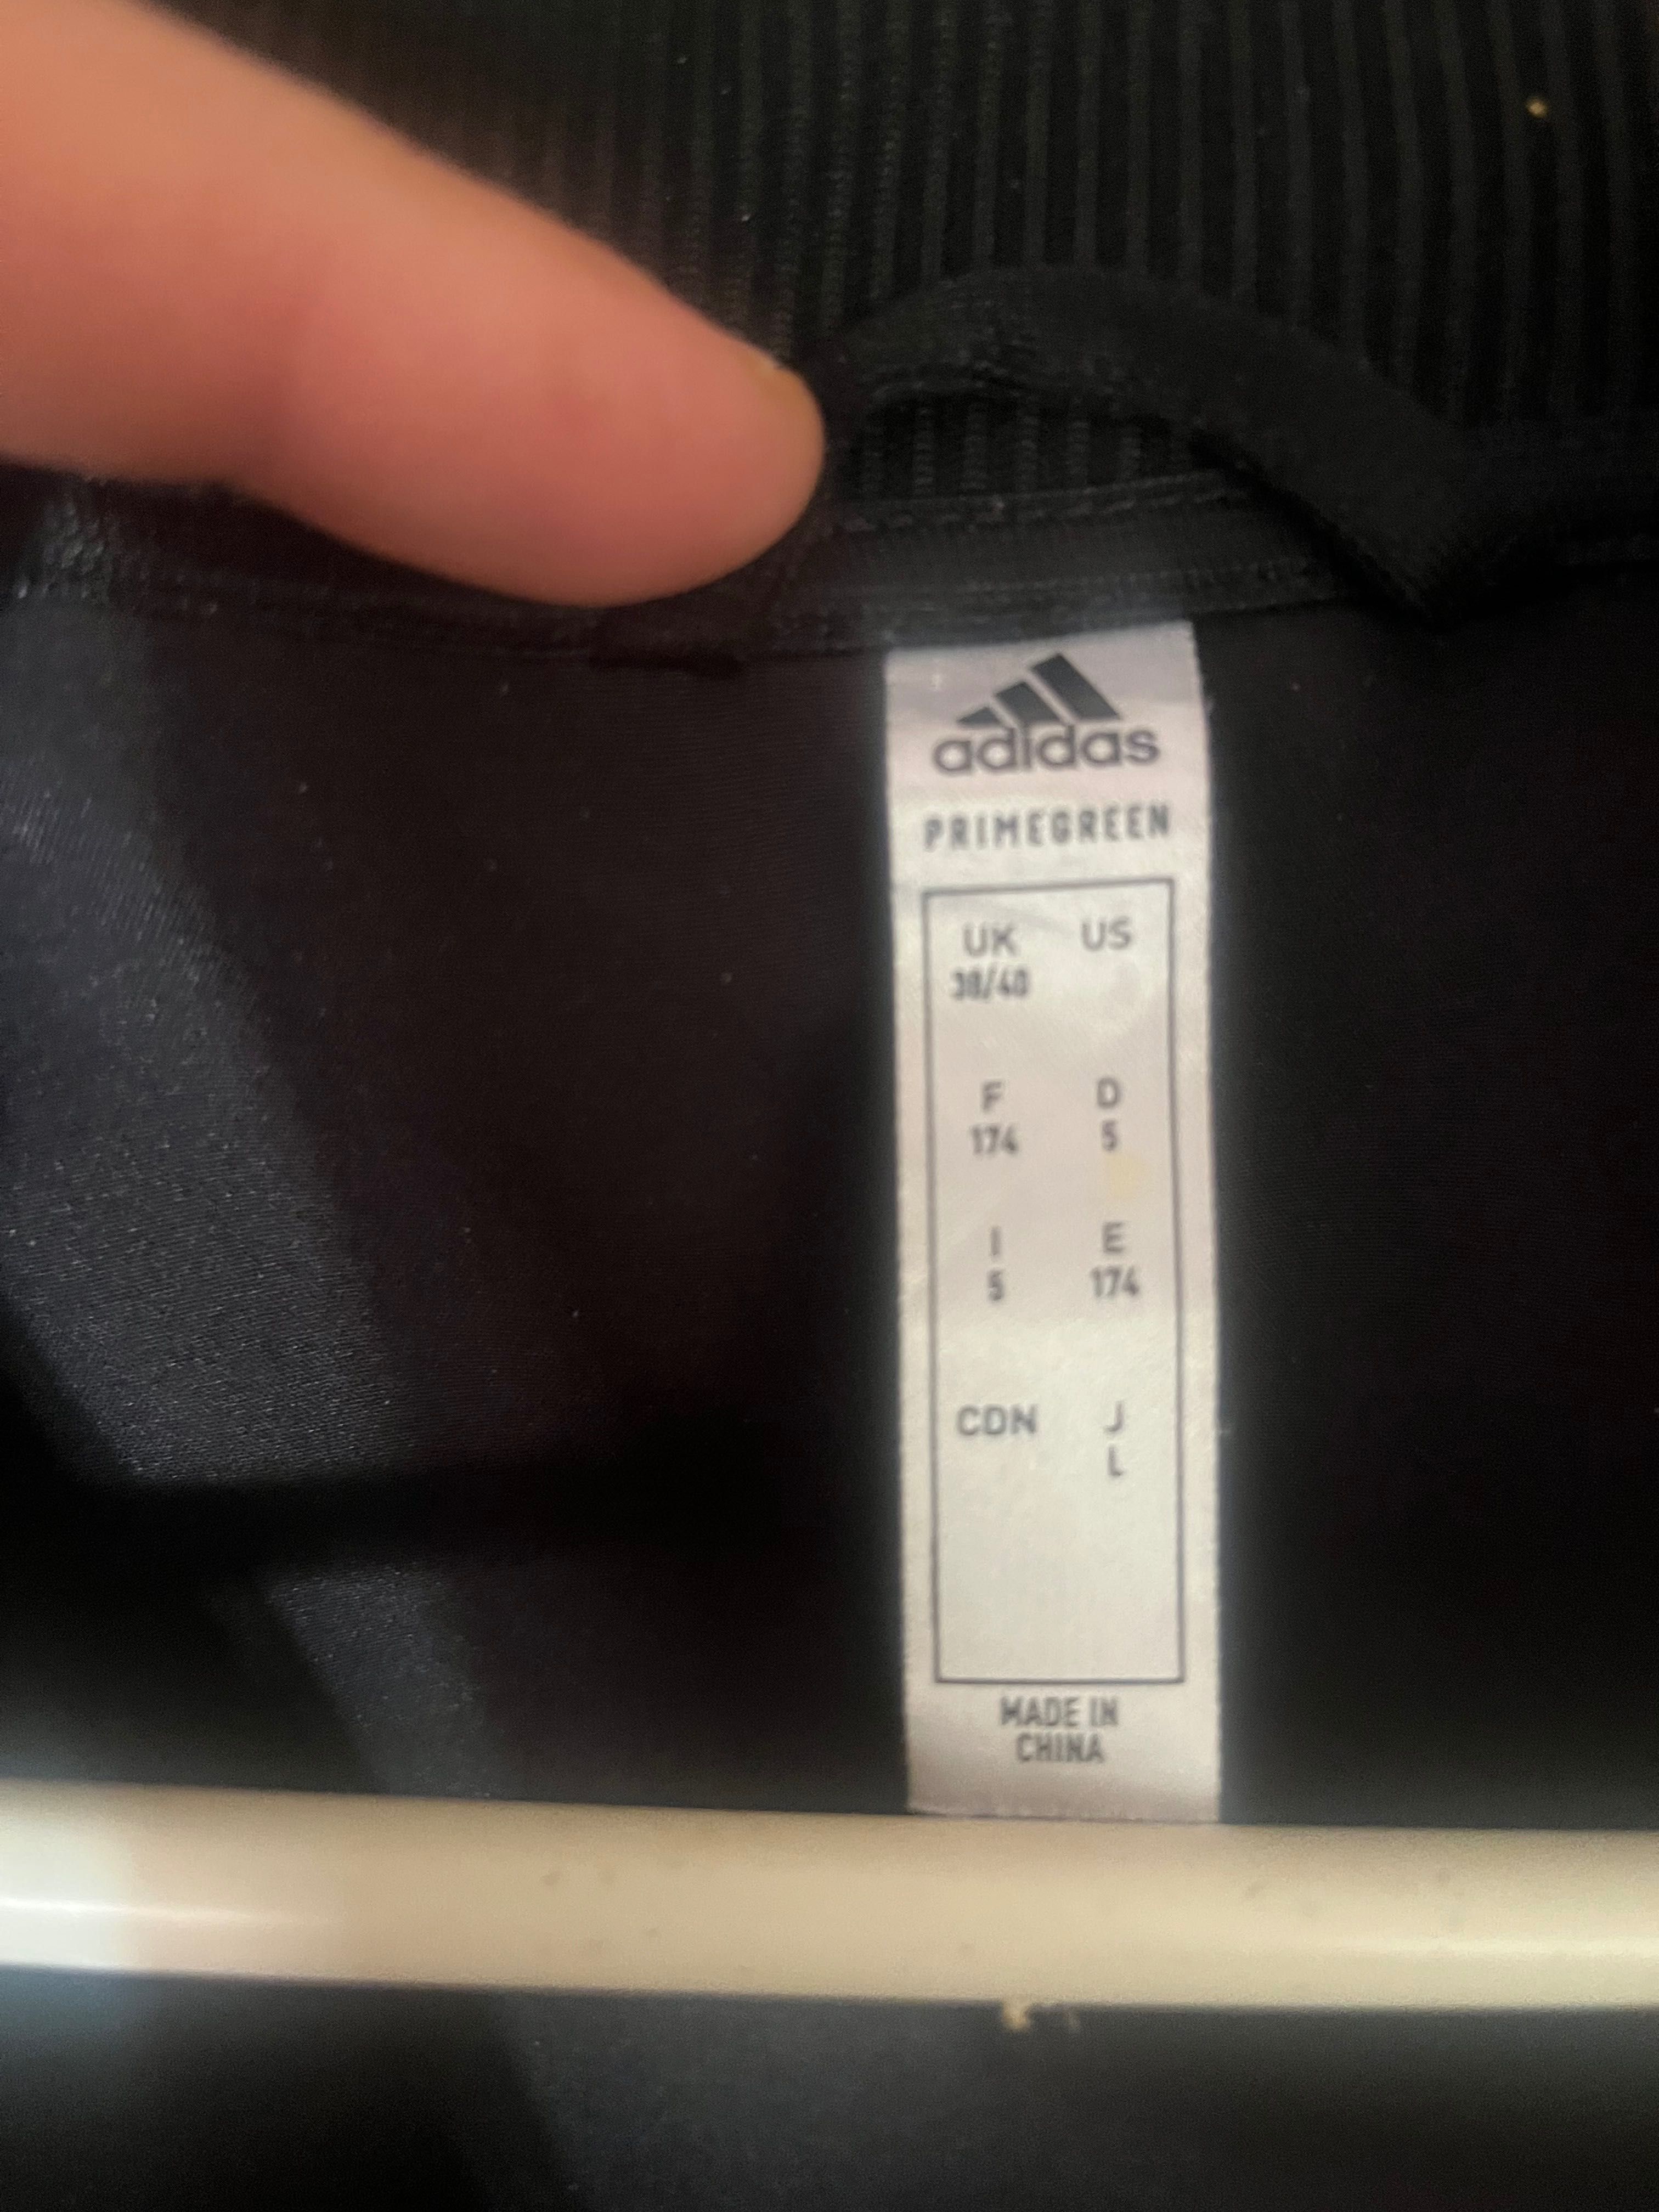 adidas
PRIMEGREEN
UK US
38/40
F D
174 5
I E
5 174
CDN J
L
MADE IN
CHINA